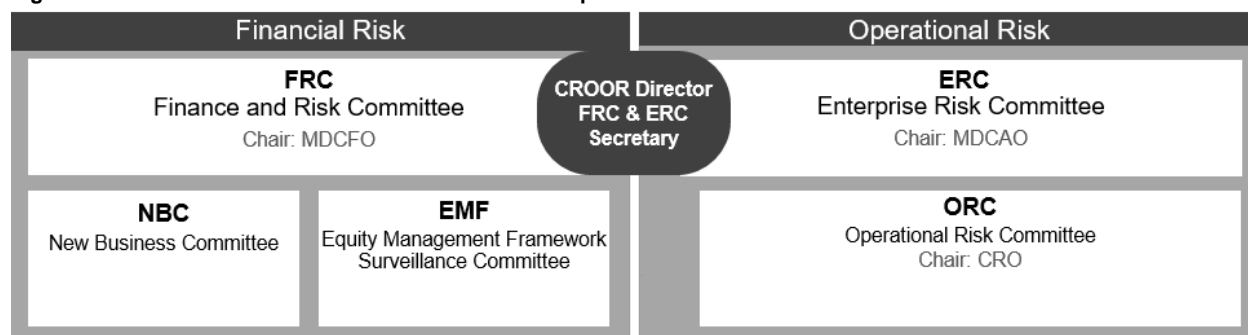 Financial Risk
Operational Risk
FRC
Finance and Risk Committee
Chair: MDCFO
CROOR Director
FRC & ERC
Secretary
ERC
Enterprise Risk Committee
Chair: MDCAO
NBC
New Business Committee
EMF
Equity Management Framework
Surveillance Committee
ORC
Operational Risk Committee
Chair: CRO